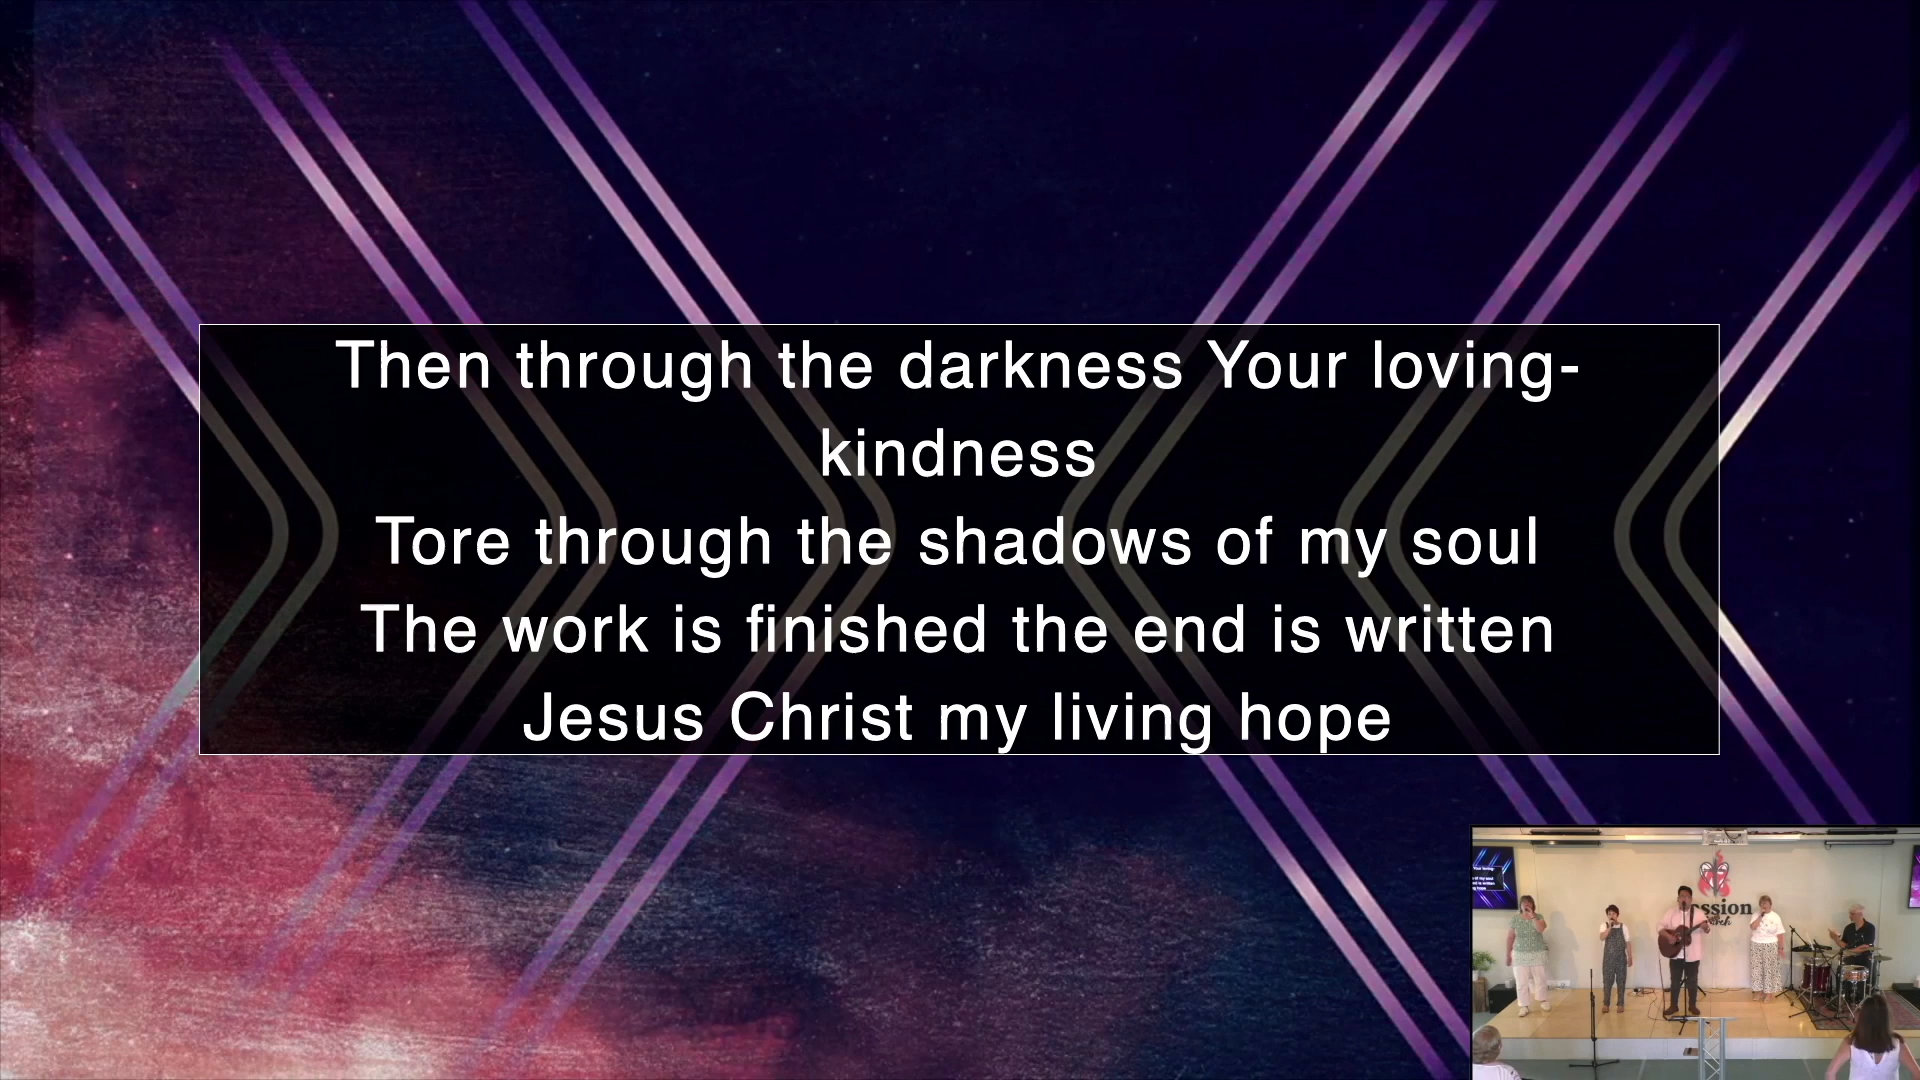 Then through the darkness Your loving-
kindness
Tore through the shadows of my soul
The work is finished the end is written
Jesus Christ my living hope
ssion